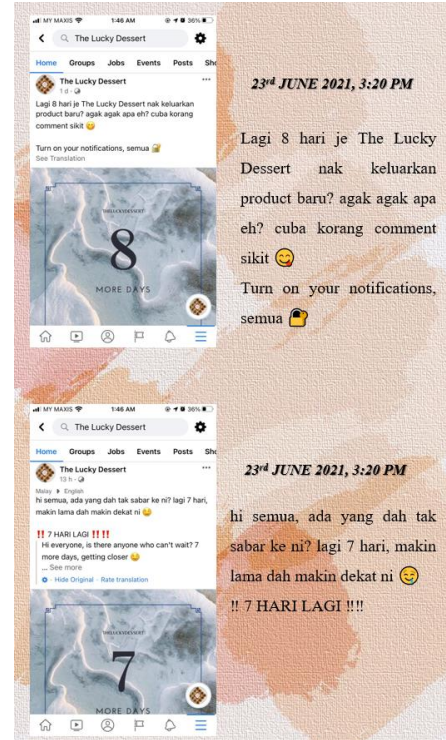 MY MAXIS 1:46 AM 36%
The Lucky Dessert
Home Groups Jobs Events Posts Sh
The Lucky Dessert
1 d
Lagi 8 hari je The Lucky Dessert nak keluarkan
product baru? agak agak apa eh? cuba korang
comment sikit 😋
Turn on your notifications, semua 🔐
See Translation
THELUCKYDESSERT
8
MORE DAYS
23rd JUNE 2021, 3:20 PM
Lagi 8 hari je The Lucky
Dessert nak keluarkan
product baru? agak agak apa
eh? cuba korang comment
sikit 😋
Turn on your notifications,
semua 🔐
MY MAXIS 1:46 AM 36%
The Lucky Dessert
Home Groups Jobs Events Posts Sho
The Lucky Dessert
13 h
Malay English
hi semua, ada yang dah tak sabar ke ni? lagi 7 hari,
makin lama dah makin dekat ni 🥲
‼️ 7 HARI LAGI ‼️‼️
Hi everyone, is there anyone who can't wait? 7
more days, getting closer 🥲
... See more
Hide Original · Rate translation
THELUCKYDESSERT
7
MORE DAYS
23rd JUNE 2021, 3:20 PM
hi semua, ada yang dah tak
sabar ke ni? lagi 7 hari, makin
lama dah makin dekat ni 🥲
‼ 7 HARI LAGI ‼‼